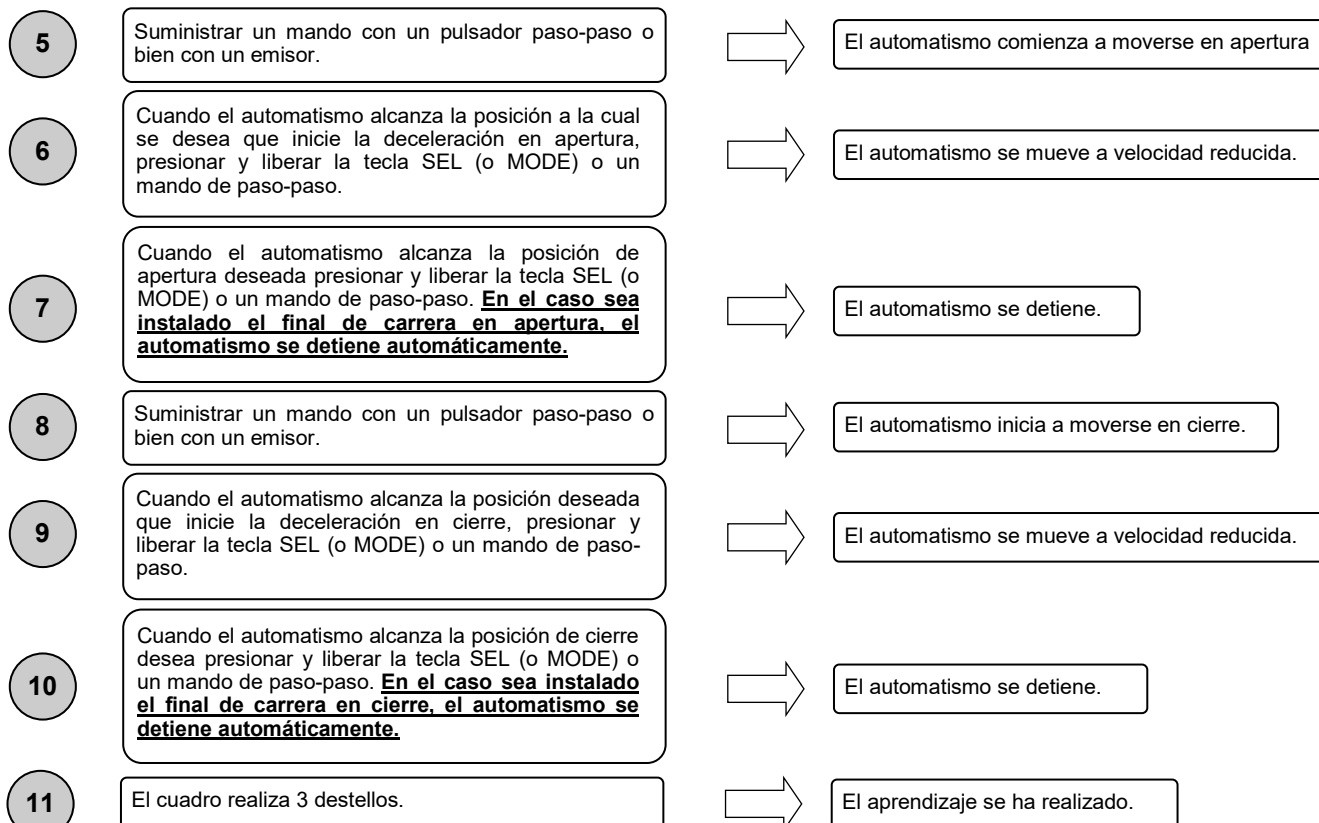 5
Suministrar un mando con un pulsador paso-paso o
bien con un emisor.
El automatismo comienza a moverse en apertura
6
Cuando el automatismo alcanza la posición a la cual
se desea que inicie la deceleración en apertura,
presionar y liberar la tecla SEL (o MODE) o un
mando de paso-paso.
El automatismo se mueve a velocidad reducida.
7
Cuando el automatismo alcanza la posición de
apertura deseada presionar y liberar la tecla SEL (o
MODE) o un mando de paso-paso. En el caso sea
instalado el final de carrera en apertura, el
automatismo se detiene automáticamente.
El automatismo se detiene.
8
Suministrar un mando con un pulsador paso-paso o
bien con un emisor.
El automatismo inicia a moverse en cierre.
9
Cuando el automatismo alcanza la posición deseada
que inicie la deceleración en cierre, presionar y
liberar la tecla SEL (o MODE) o un mando de paso-
paso.
El automatismo se mueve a velocidad reducida.
10
Cuando el automatismo alcanza la posición de cierre
desea presionar y liberar la tecla SEL (o MODE) o
un mando de paso-paso. En el caso sea instalado
el final de carrera en cierre, el automatismo se
detiene automáticamente.
El automatismo se detiene.
11
El cuadro realiza 3 destellos.
El aprendizaje se ha realizado.